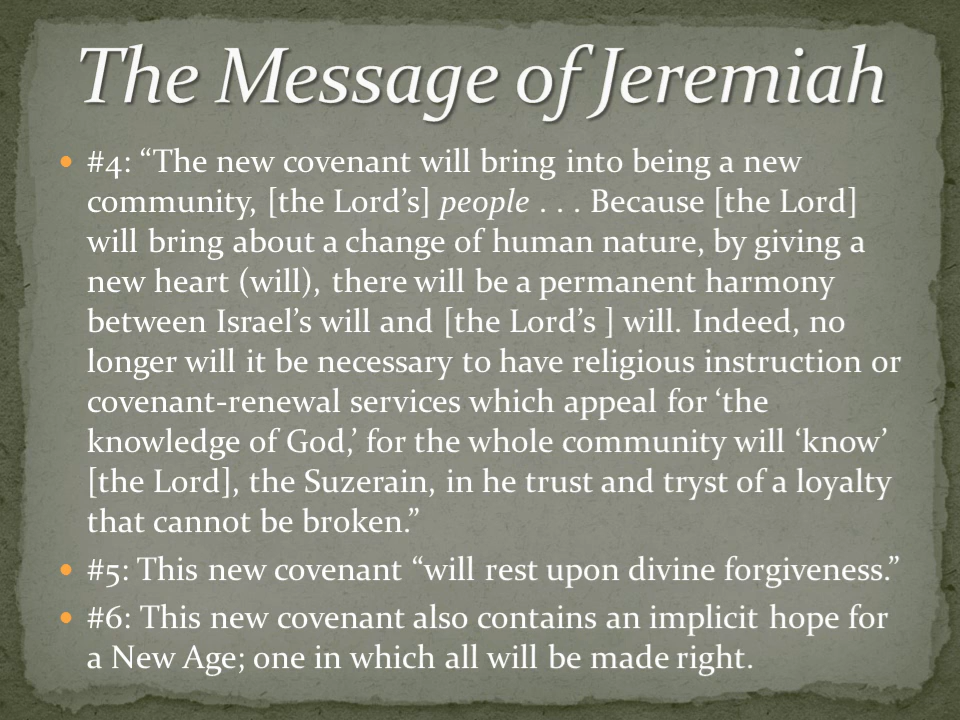 The Message of Jeremiah
• #4: “The new covenant will bring into being a new
community, [the Lord’s] people . . . Because [the Lord]
will bring about a change of human nature, by giving a
new heart (will), there will be a permanent harmony
between Israel’s will and [the Lord’s ] will. Indeed, no
longer will it be necessary to have religious instruction or
covenant-renewal services which appeal for ‘the
knowledge of God,’ for the whole community will ‘know’
[the Lord], the Suzerain, in he trust and tryst of a loyalty
that cannot be broken.”
• #5: This new covenant “will rest upon divine forgiveness.”
• #6: This new covenant also contains an implicit hope for
a New Age; one in which all will be made right.